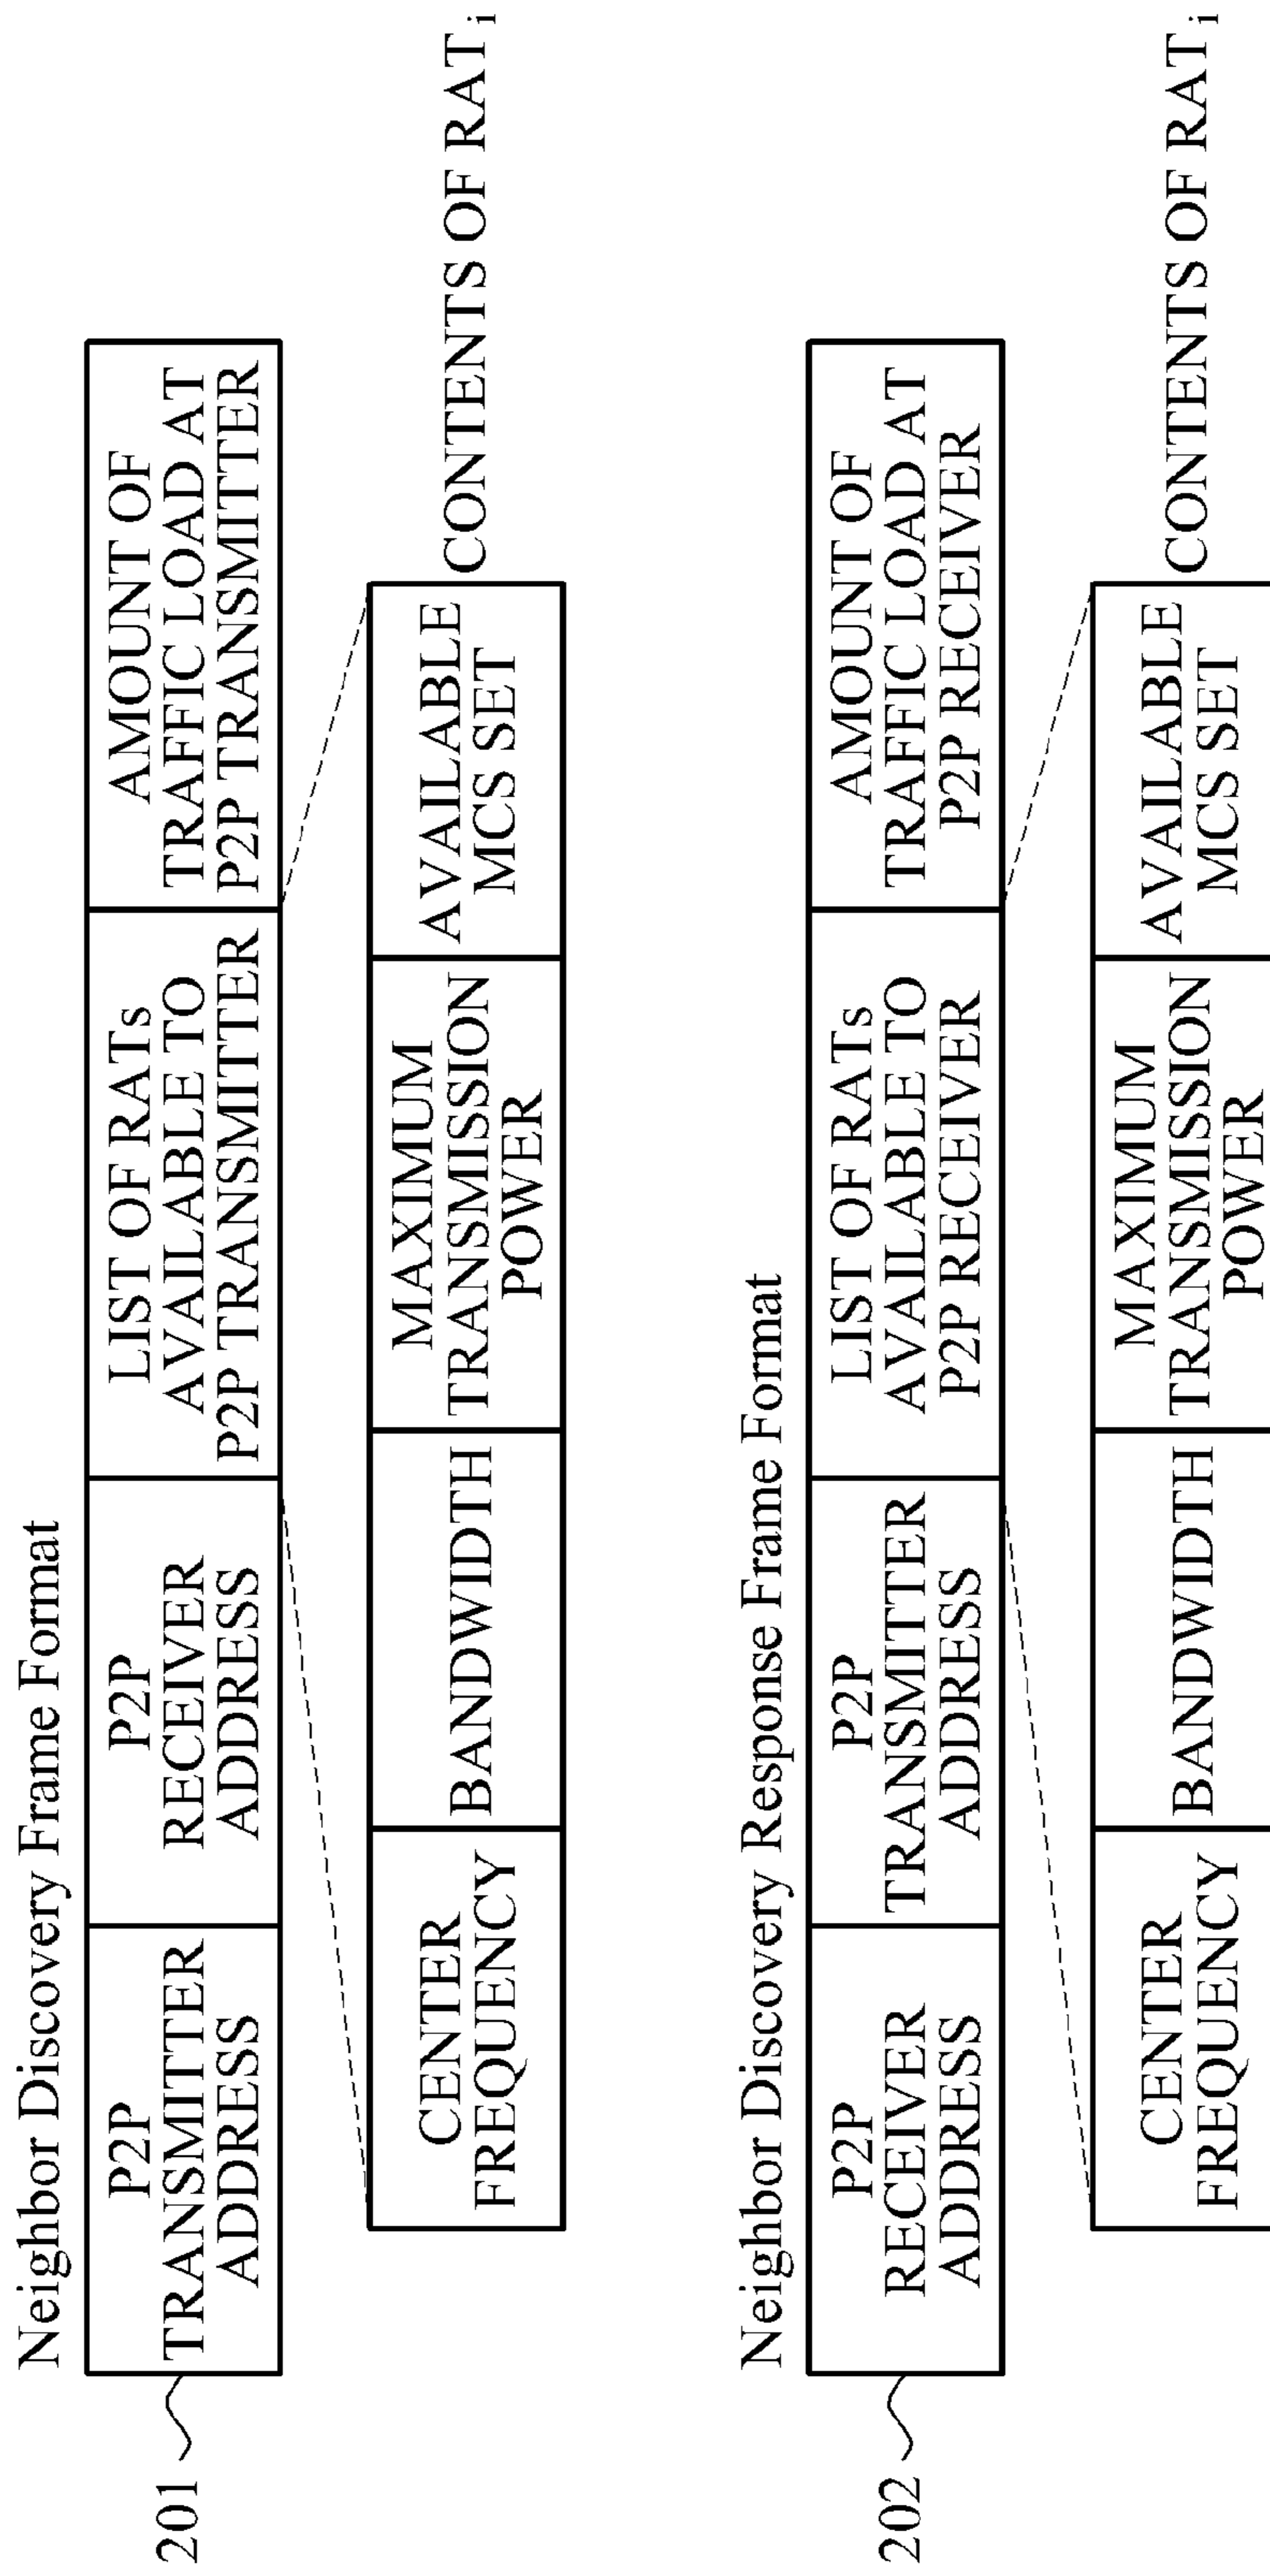 Neighbor Discovery Frame Format
201
P2P
TRANSMITTER
ADDRESS
P2P
RECEIVER
ADDRESS
LIST OF RATs
AVAILABLE TO
P2P TRANSMITTER
AMOUNT OF
TRAFFIC LOAD AT
P2P TRANSMITTER
CENTER
FREQUENCY
BANDWIDTH
MAXIMUM
TRANSMISSION
POWER
AVAILABLE
MCS SET
CONTENTS OF RATi
Neighbor Discovery Response Frame Format
202
P2P
RECEIVER
ADDRESS
P2P
TRANSMITTER
ADDRESS
LIST OF RATs
AVAILABLE TO
P2P RECEIVER
AMOUNT OF
TRAFFIC LOAD AT
P2P RECEIVER
CENTER
FREQUENCY
BANDWIDTH
MAXIMUM
TRANSMISSION
POWER
AVAILABLE
MCS SET
CONTENTS OF RATi